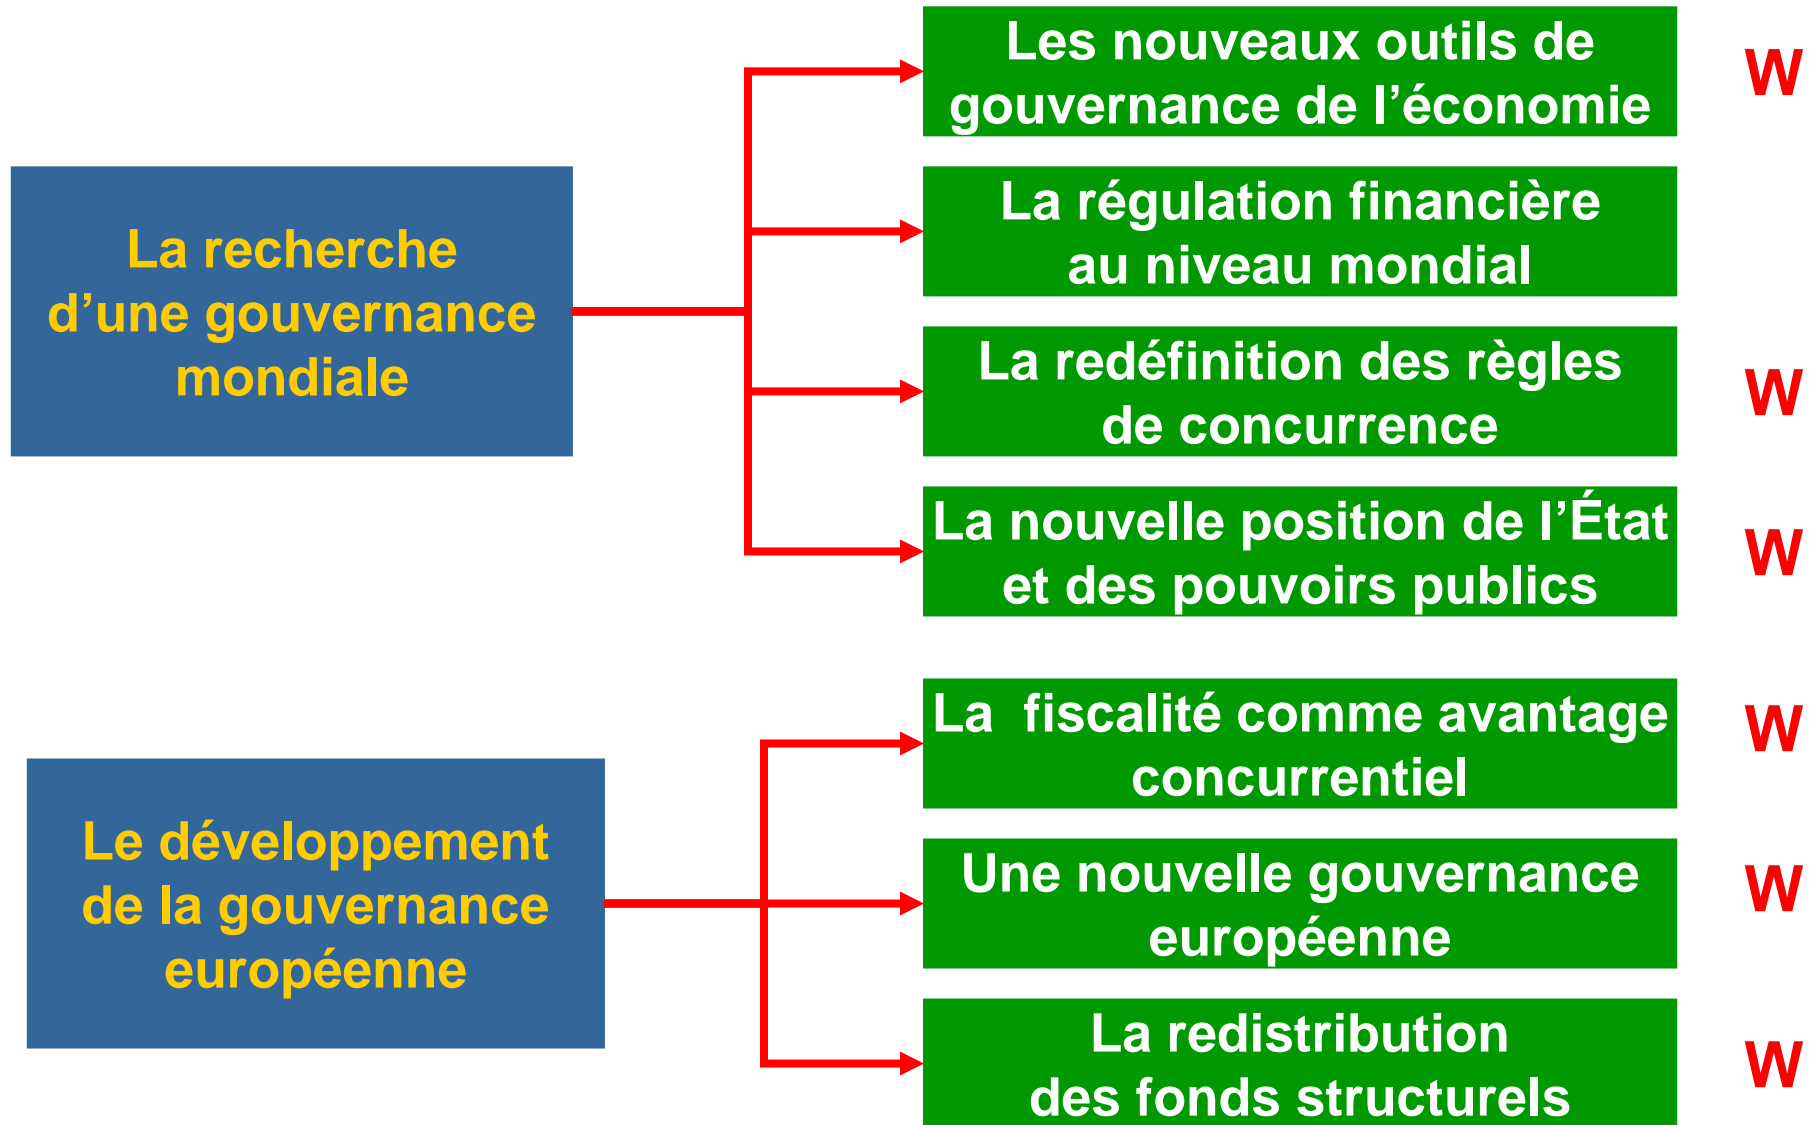 Les nouveaux outils de
gouvernance de l’économie
W
La recherche
d’une gouvernance
mondiale
La régulation financière
au niveau mondial
La redéfinition des règles
de concurrence
W
La nouvelle position de l’État
et des pouvoirs publics
W
Le développement
de la gouvernance
européenne
La fiscalité comme avantage
concurrentiel
W
Une nouvelle gouvernance
européenne
W
La redistribution
des fonds structurels
W